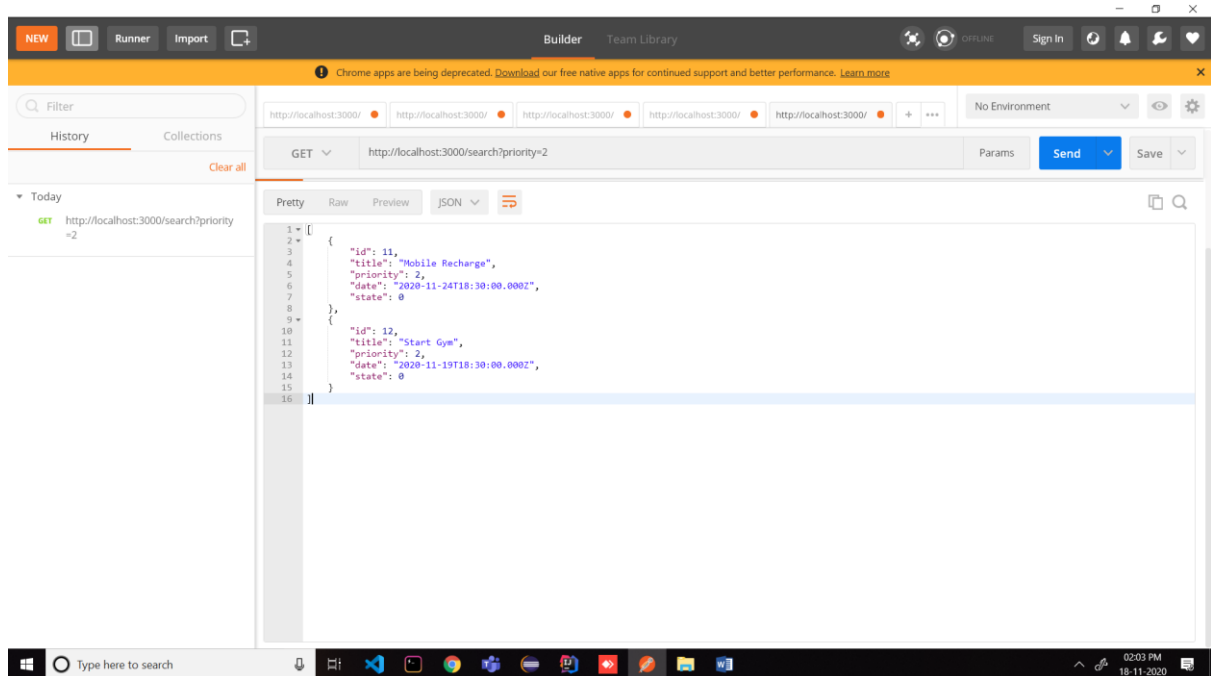 NEW Runner Import Builder Team Library OFFLINE Sign In
Chrome apps are being deprecated. Download our free native apps for continued support and better performance. Learn more
Filter
History Collections
Clear all
Today
GET http://localhost:3000/search?priority
=2
http://localhost:3000/ http://localhost:3000/ http://localhost:3000/ http://localhost:3000/ http://localhost:3000/ + ••• No Environment
GET http://localhost:3000/search?priority=2 Params Send Save
Pretty Raw Preview JSON
1 [
2 {
3 "id": 11,
4 "title": "Mobile Recharge",
5 "priority": 2,
6 "date": "2020-11-24T18:30:00.000Z",
7 "state": 0
8 },
9 {
10 "id": 12,
11 "title": "Start Gym",
12 "priority": 2,
13 "date": "2020-11-19T18:30:00.000Z",
14 "state": 0
15 }
16 ]
Type here to search
02:03 PM
18-11-2020